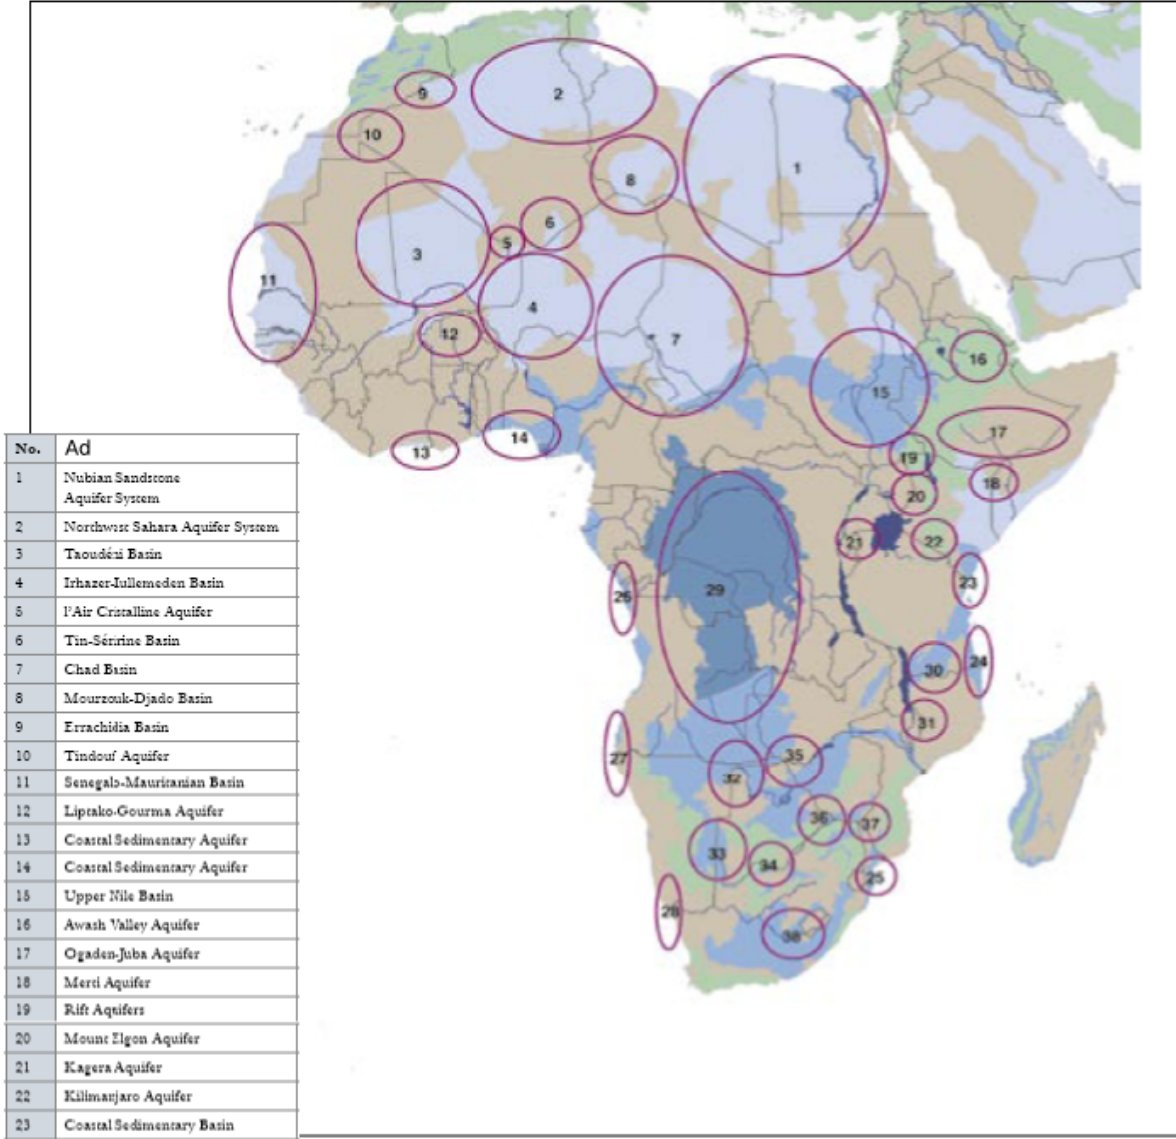 9
2
10
1
8
6
5
3
11
4
12
7
16
15
17
14
13
19
18
20
21
22
23
29
26
24
30
31
35
27
32
36
37
33
34
25
28
38
No. Ad
1 Nubian Sandstone
Aquifer System
2 Northwest Sahara Aquifer System
3 Taoudéni Basin
4 Irhazer-Iullemeden Basin
5 l'Air Cristalline Aquifer
6 Tin-Séririne Basin
7 Chad Basin
8 Mourzouk-Djado Basin
9 Errachidia Basin
10 Tindouf Aquifer
11 Senegalo-Mauritanian Basin
12 Liptako-Gourma Aquifer
13 Coastal Sedimentary Aquifer
14 Coastal Sedimentary Aquifer
15 Upper Nile Basin
16 Awash Valley Aquifer
17 Ogaden-Juba Aquifer
18 Merti Aquifer
19 Rift Aquifers
20 Mount Elgon Aquifer
21 Kagera Aquifer
22 Kilimanjaro Aquifer
23 Coastal Sedimentary Basin